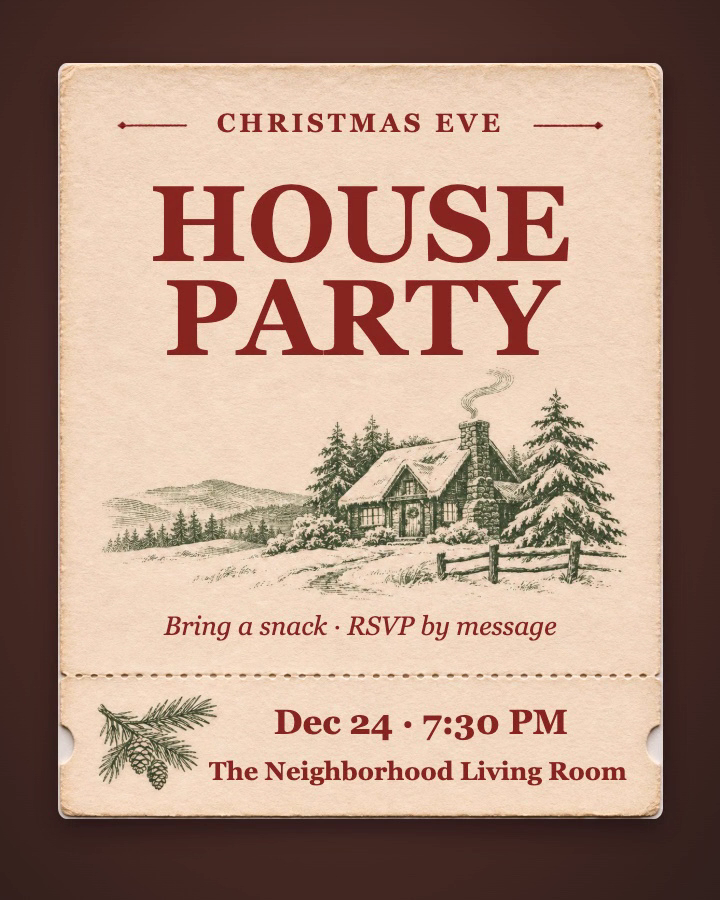 CHRISTMAS EVE
HOUSE
PARTY
Bring a snack · RSVP by message
Dec 24 · 7:30 PM
The Neighborhood Living Room